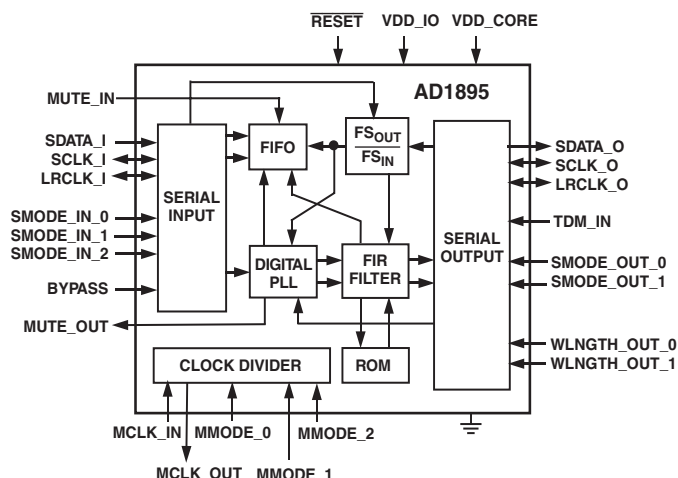 RESET
VDD_IO
VDD_CORE
AD1895
MUTE_IN
SDATA_I
SCLK_I
LRCLK_I
SMODE_IN_0
SMODE_IN_1
SMODE_IN_2
BYPASS
MUTE_OUT
SERIAL
INPUT
FIFO
FSOUT
FSIN
DIGITAL
PLL
FIR
FILTER
CLOCK DIVIDER
ROM
SERIAL
OUTPUT
SDATA_O
SCLK_O
LRCLK_O
TDM_IN
SMODE_OUT_0
SMODE_OUT_1
WLNGTH_OUT_0
WLNGTH_OUT_1
MCLK_IN
MMODE_0
MMODE_2
MCLK_OUT
MMODE_1